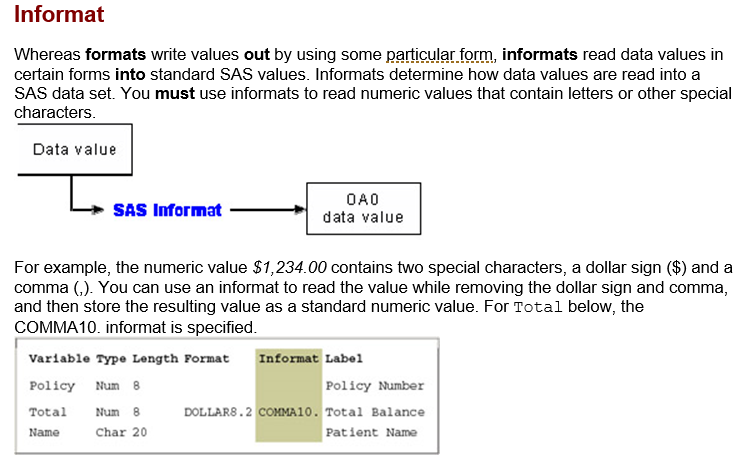 Informat
Whereas formats write values out by using some particular form, informats read data values in
certain forms into standard SAS values. Informats determine how data values are read into a
SAS data set. You must use informats to read numeric values that contain letters or other special
characters.
Data value
SAS Informat
OAO
data value
For example, the numeric value $1,234.00 contains two special characters, a dollar sign ($) and a
comma (,). You can use an informat to read the value while removing the dollar sign and comma,
and then store the resulting value as a standard numeric value. For Total below, the
COMMA10. informat is specified.
Variable Type Length Format Informat Label
Policy Num 8 Policy Number
Total Num 8 DOLLAR8.2 COMMA10. Total Balance
Name Char 20 Patient Name